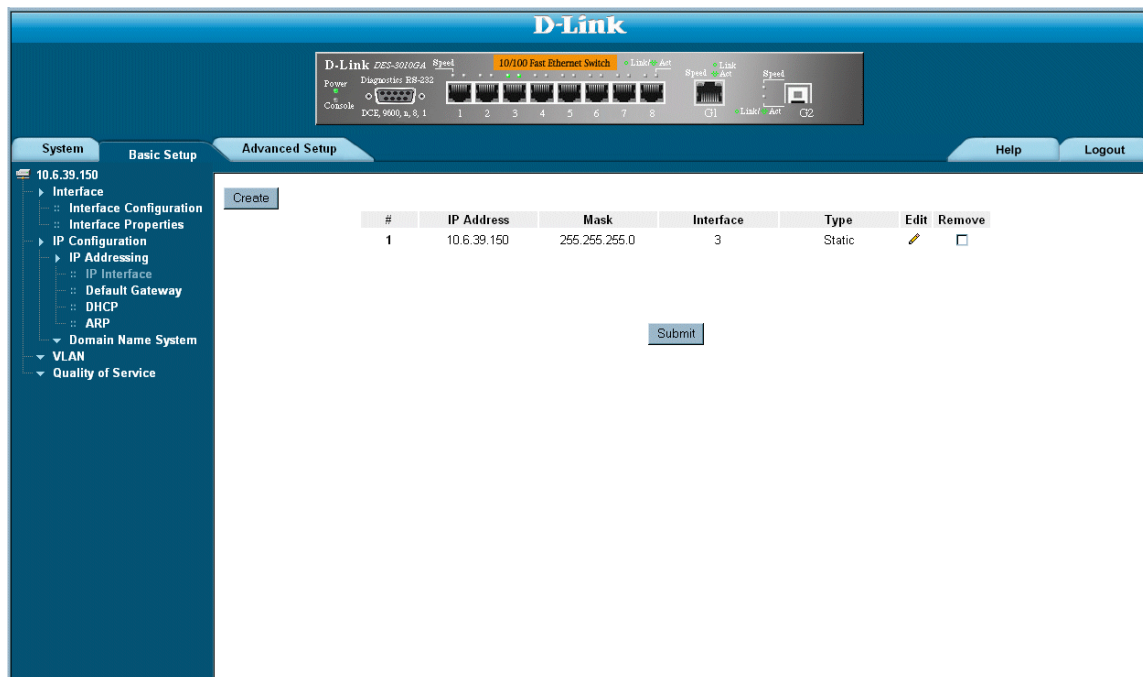 D-Link
D-Link DES-3010GA Speed 10/100 Fast Ethernet Switch Link/ Act
Power Diagnostics RS-232
Console
DCE, 9600, n, 8, 1
1 2 3 4 5 6 7 8
Speed Link Act
G1
Speed
Link/ Act G2
System Basic Setup Advanced Setup Help Logout
10.6.39.150
Interface
Interface Configuration
Interface Properties
IP Configuration
IP Addressing
IP Interface
Default Gateway
DHCP
ARP
Domain Name System
VLAN
Quality of Service
Create
# IP Address Mask Interface Type Edit Remove
1 10.6.39.150 255.255.255.0 3 Static
Submit